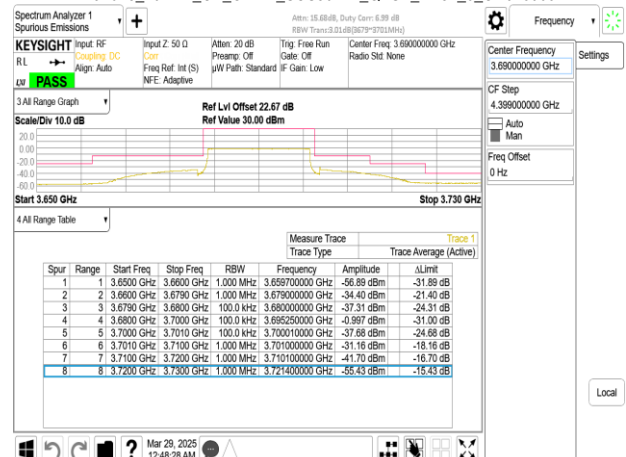 Spectrum Analyzer 1
Spurious Emissions
Attn: 15.68dB, Duty Corr: 6.99 dB
RBW Trans:3.01dB(3679~3701MHz)
Frequency
KEYSIGHT
Input: RF
Coupling: DC
Align: Auto
Input Z: 50 Ω
Corr
Freq Ref: Int (S)
NFE: Adaptive
Atten: 20 dB
Preamp: Off
µW Path: Standard
Trig: Free Run
Gate: Off
IF Gain: Low
Center Freq: 3.690000000 GHz
Radio Std: None
RL
LXI PASS
Center Frequency
3.690000000 GHz
Settings
CF Step
4.399000000 GHz
Auto
Man
Freq Offset
0 Hz
3 All Range Graph
Scale/Div 10.0 dB
Ref Lvl Offset 22.67 dB
Ref Value 30.00 dBm
20.0
0.00
-20.0
-40.0
-60.0
Start 3.650 GHz
Stop 3.730 GHz
4 All Range Table
Measure Trace Trace 1
Trace Type Trace Average (Active)
Spur Range Start Freq Stop Freq RBW Frequency Amplitude ΔLimit
1 1 3.6500 GHz 3.6600 GHz 1.000 MHz 3.659700000 GHz -56.89 dBm -31.89 dB
2 2 3.6600 GHz 3.6790 GHz 1.000 MHz 3.679000000 GHz -34.40 dBm -21.40 dB
3 3 3.6790 GHz 3.6800 GHz 100.0 kHz 3.680000000 GHz -37.31 dBm -24.31 dB
4 4 3.6800 GHz 3.7000 GHz 100.0 kHz 3.695250000 GHz -0.997 dBm -31.00 dB
5 5 3.7000 GHz 3.7010 GHz 100.0 kHz 3.700010000 GHz -37.68 dBm -24.68 dB
6 6 3.7010 GHz 3.7100 GHz 1.000 MHz 3.701000000 GHz -31.16 dBm -18.16 dB
7 7 3.7100 GHz 3.7200 GHz 1.000 MHz 3.710100000 GHz -41.70 dBm -16.70 dB
8 8 3.7200 GHz 3.7300 GHz 1.000 MHz 3.721400000 GHz -55.43 dBm -15.43 dB
Local
Mar 29, 2025
12:48:28 AM